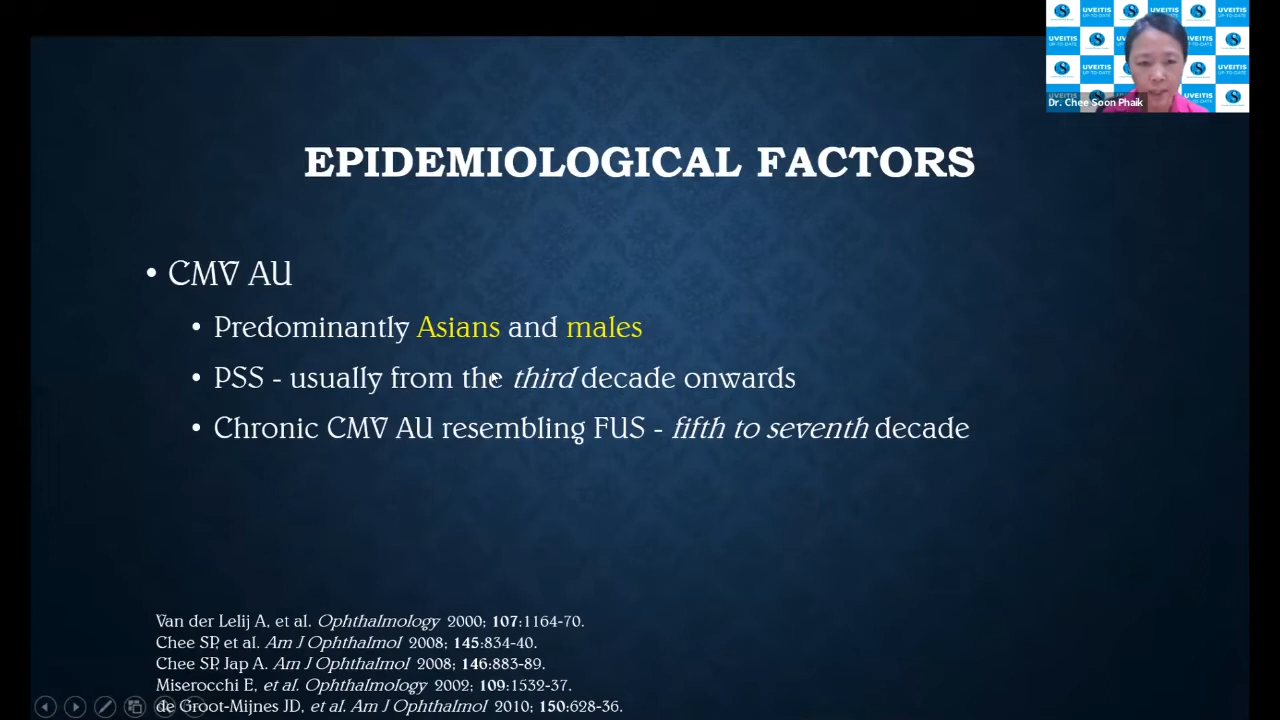 EPIDEMIOLOGICAL FACTORS
• CMV AU
• Predominantly Asians and males
• PSS - usually from the third decade onwards
• Chronic CMV AU resembling FUS - fifth to seventh decade
Van der Lelij A, et al. Ophthalmology 2000; 107:1164-70.
Chee SP, et al. Am J Ophthalmol 2008; 145:834-40.
Chee SP, Jap A. Am J Ophthalmol 2008; 146:883-89.
Miserocchi E, et al. Ophthalmology 2002; 109:1532-37.
de Groot-Mijnes JD, et al. Am J Ophthalmol 2010; 150:628-36.
UVEITIS
UP-TO-DATE
Dr. Chee Soon Phaik